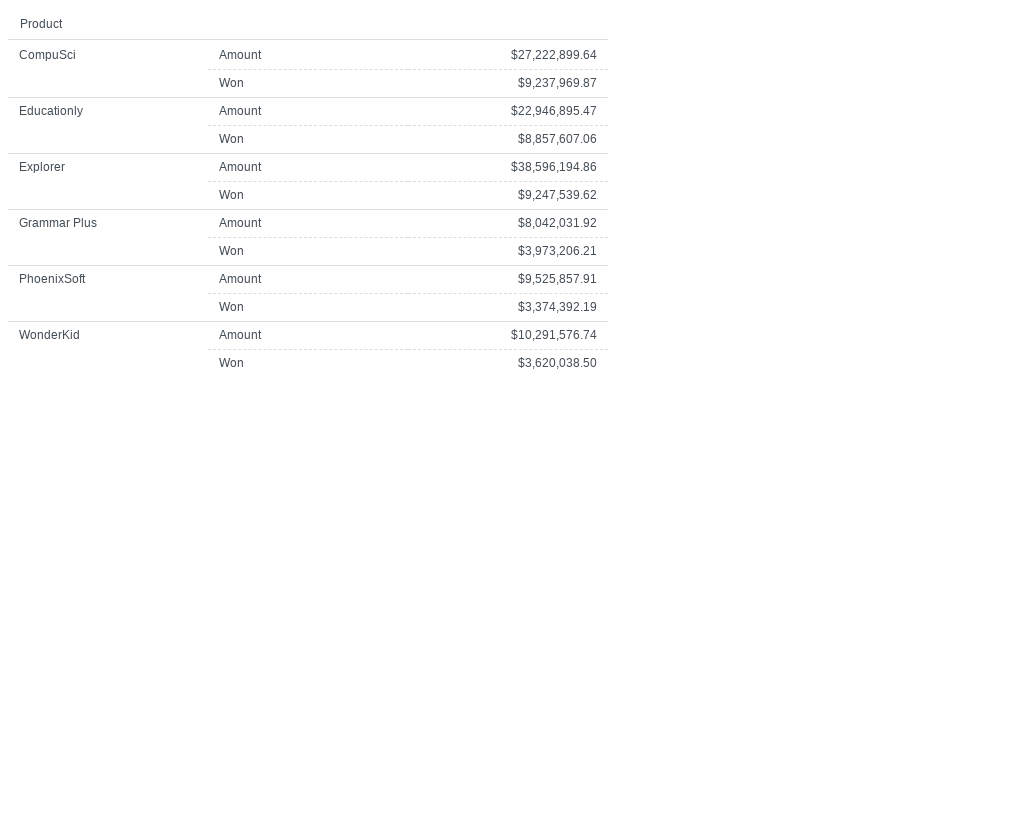 Product
CompuSci Amount $27,222,899.64
Won $9,237,969.87
Educationly Amount $22,946,895.47
Won $8,857,607.06
Explorer Amount $38,596,194.86
Won $9,247,539.62
Grammar Plus Amount $8,042,031.92
Won $3,973,206.21
PhoenixSoft Amount $9,525,857.91
Won $3,374,392.19
WonderKid Amount $10,291,576.74
Won $3,620,038.50